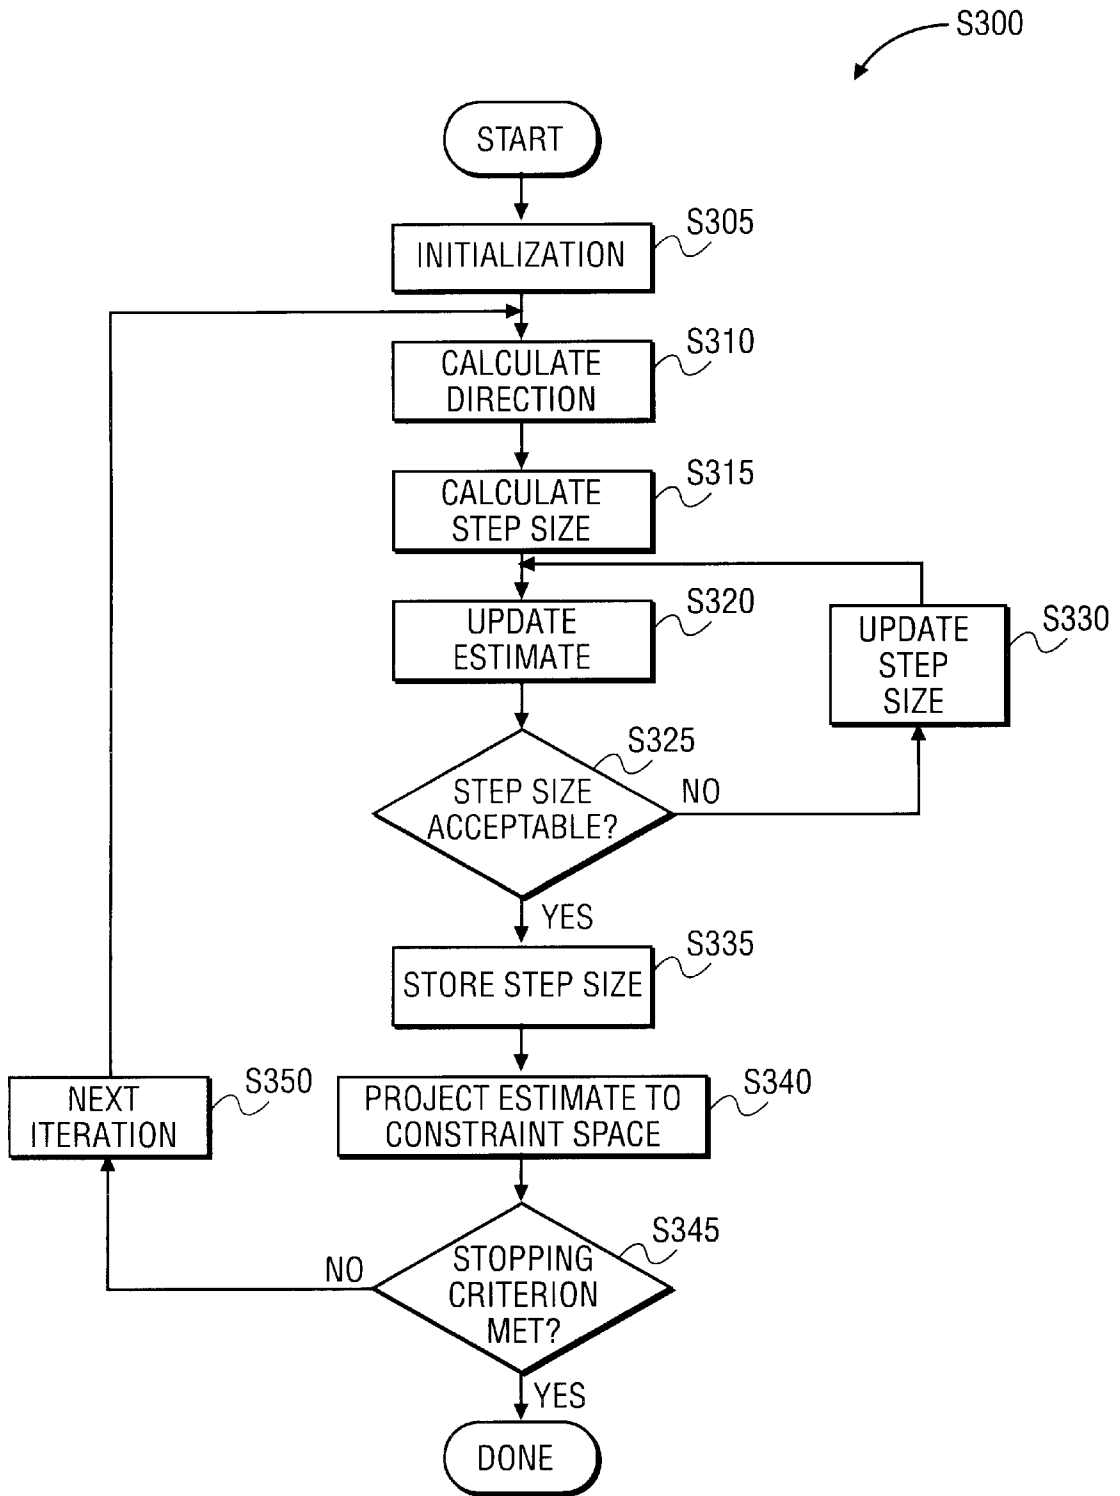 S300
START
S305
INITIALIZATION
S310
CALCULATE
DIRECTION
S315
CALCULATE
STEP SIZE
S320
UPDATE
ESTIMATE
S330
UPDATE
STEP
SIZE
S325
STEP SIZE
ACCEPTABLE?
NO
YES
S335
STORE STEP SIZE
S350
NEXT
ITERATION
S340
PROJECT ESTIMATE TO
CONSTRAINT SPACE
S345
STOPPING
CRITERION
MET?
NO
YES
DONE